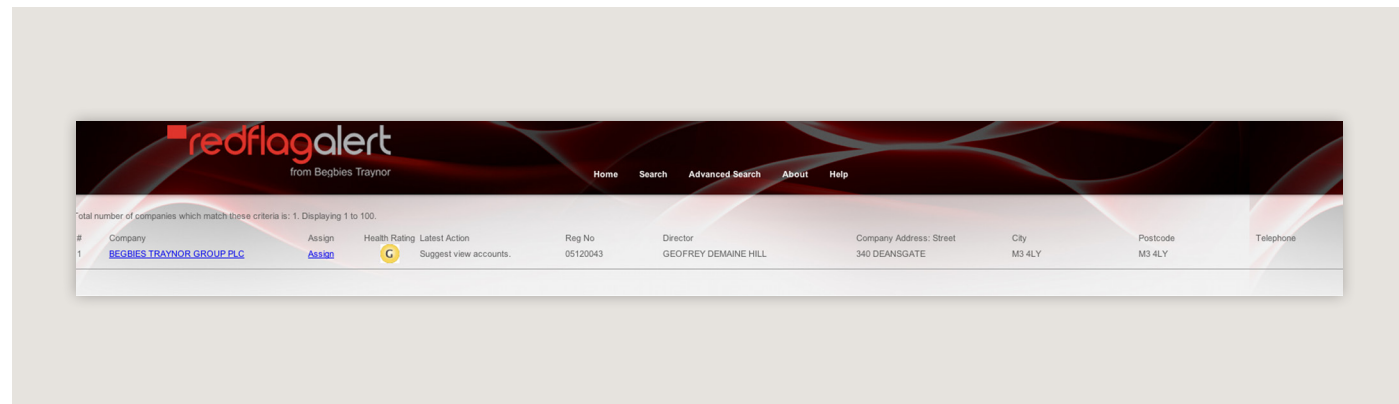 redflagalert
from Begbies Traynor
Home Search Advanced Search About Help
Total number of companies which match these criteria is: 1. Displaying 1 to 100.
# Company Assign Health Rating Latest Action Reg No Director Company Address: Street City Postcode Telephone
1 BEGBIES TRAYNOR GROUP PLC Assign G Suggest view accounts. 05120043 GEOFREY DEMAINE HILL 340 DEANSGATE M3 4LY M3 4LY